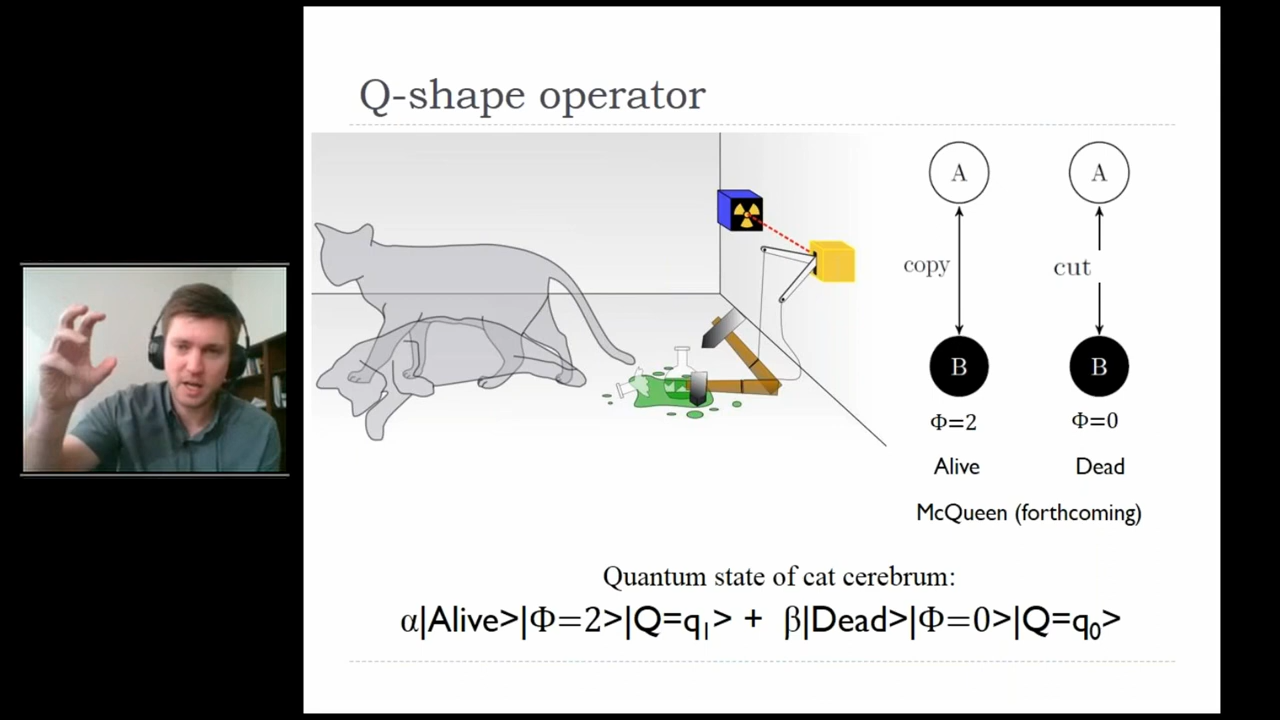 Q-shape operator
A
A
copy
cut
B
B
Φ=2
Φ=0
Alive
Dead
McQueen (forthcoming)
Quantum state of cat cerebrum:
α|Alive>|Φ=2>|Q=q₁> + β|Dead>|Φ=0>|Q=q₀>